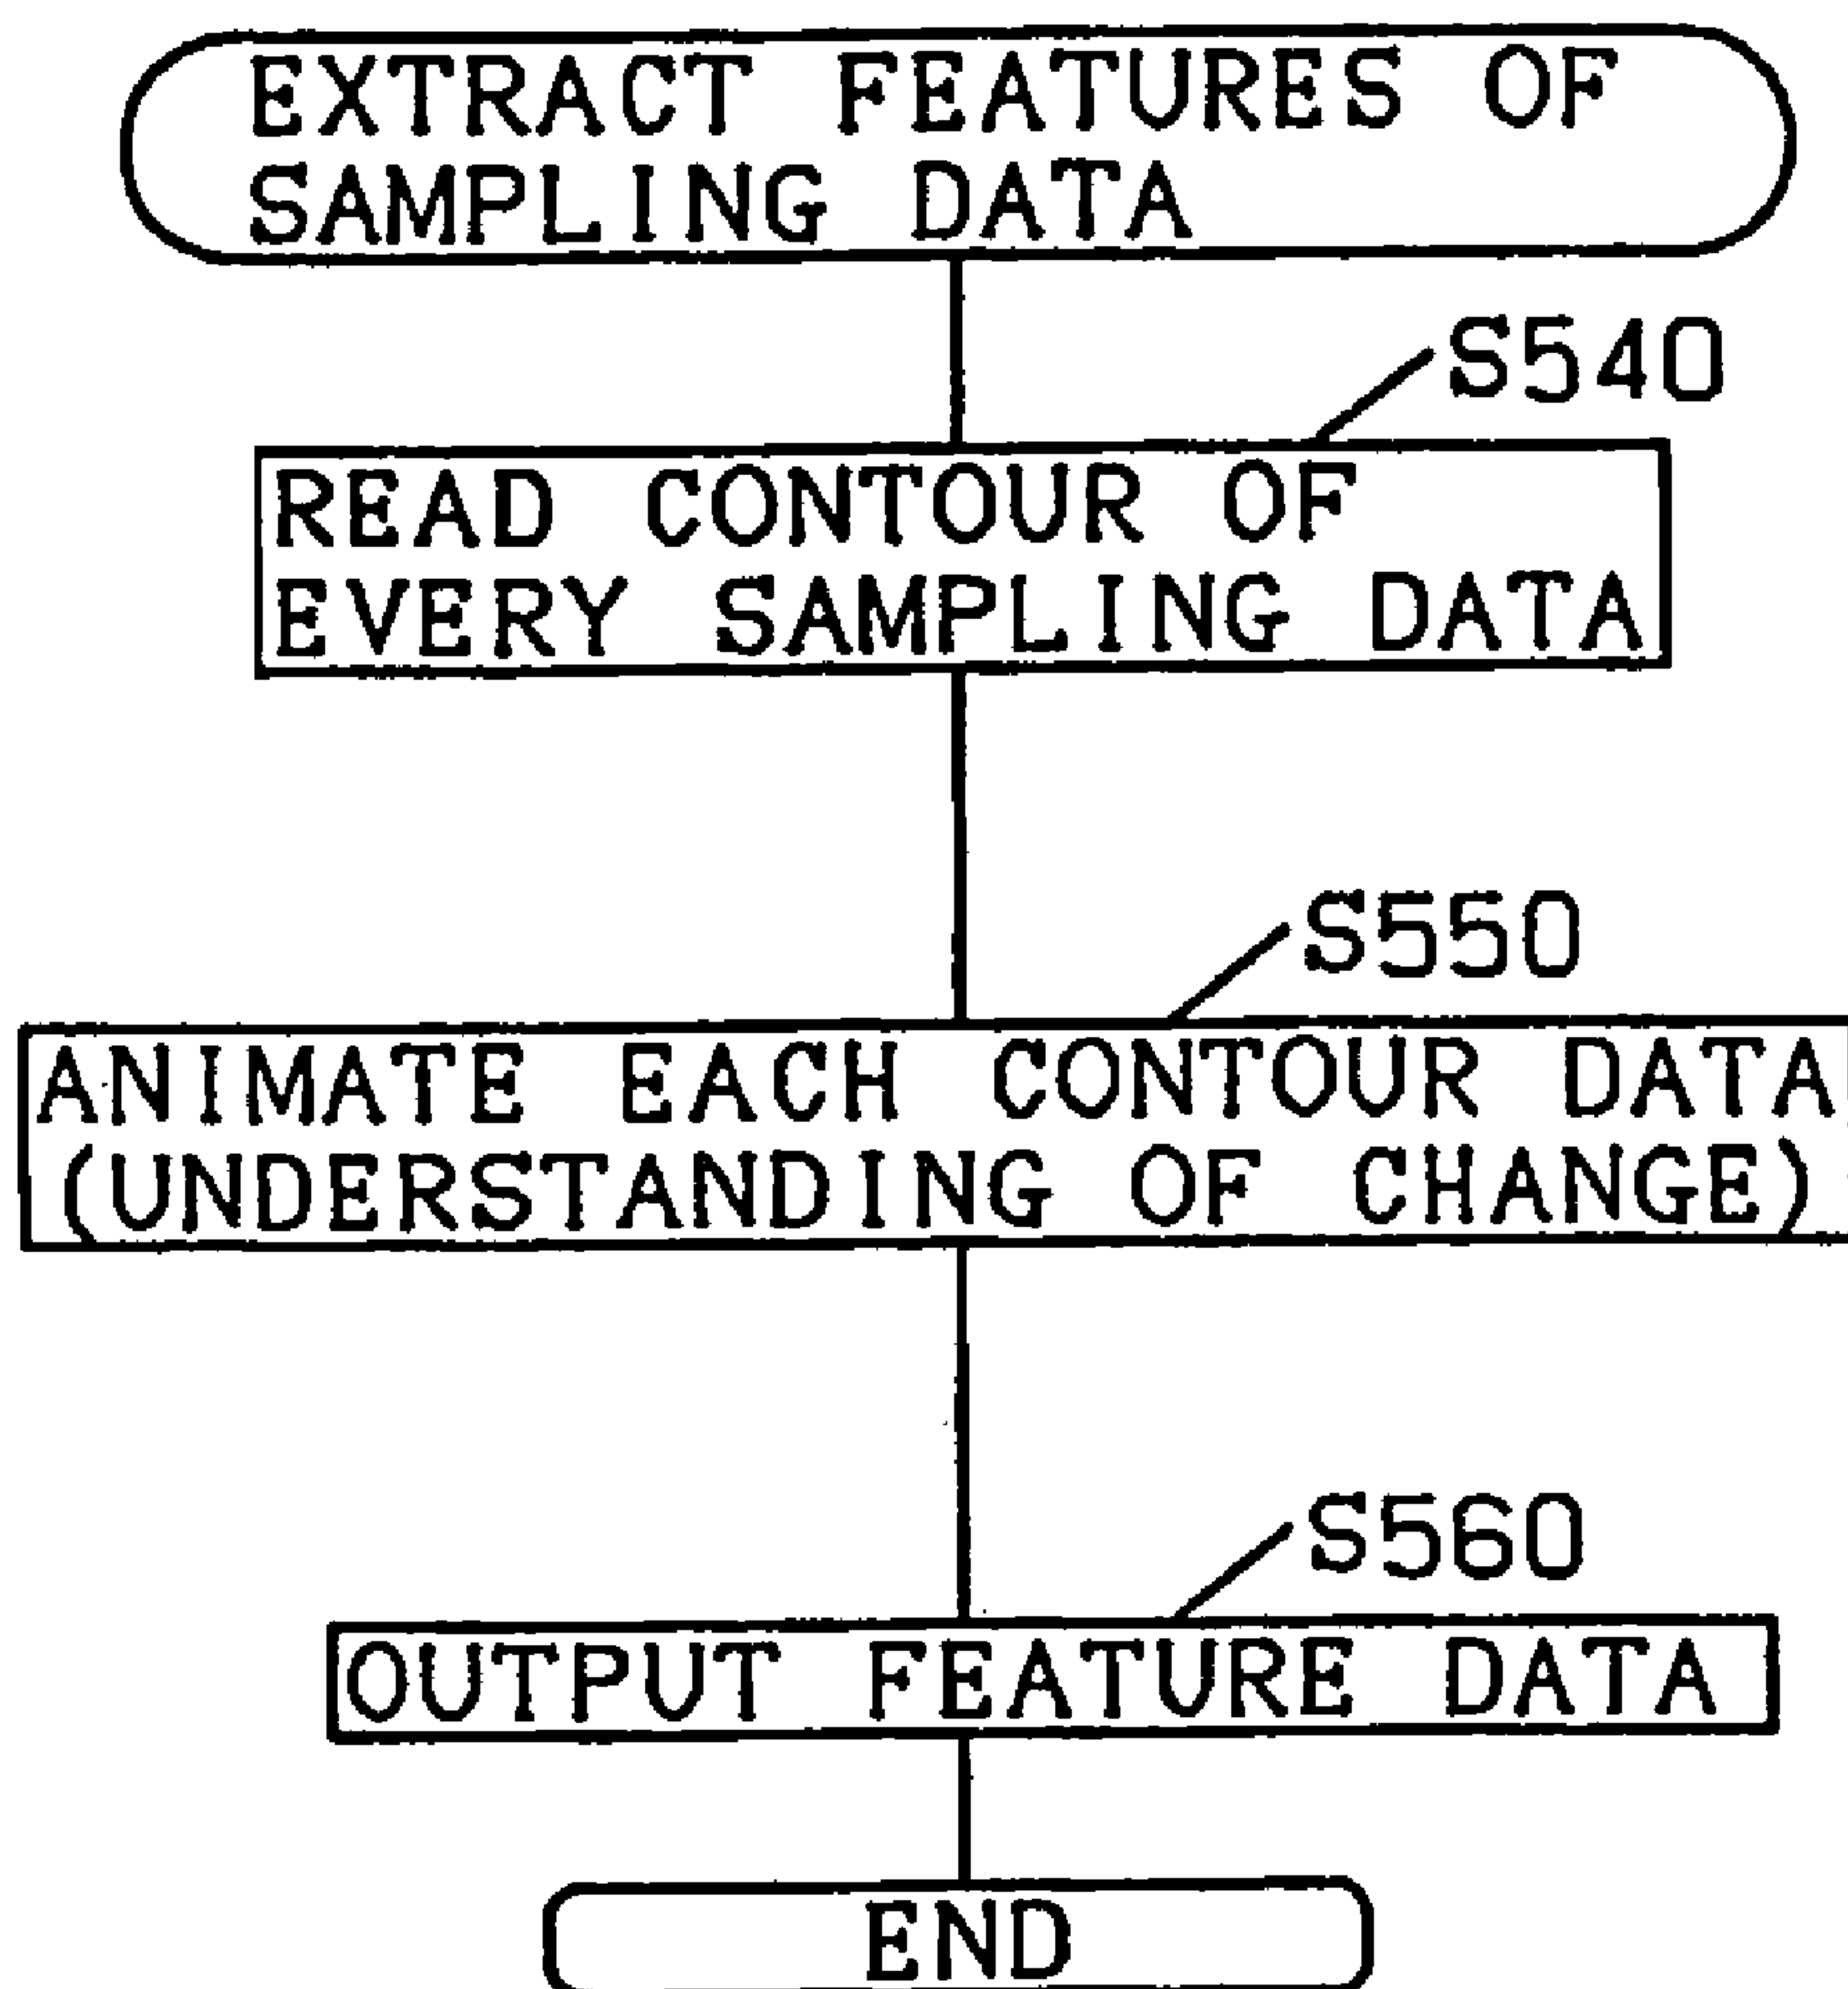 EXTRACT FEATURES OF
SAMPLING DATA
S540
READ CONTOUR OF
EVERY SAMPLING DATA
S550
ANIMATE EACH CONTOUR DATA
(UNDERSTANDING OF CHANGE)
S560
OUTPUT FEATURE DATA
END